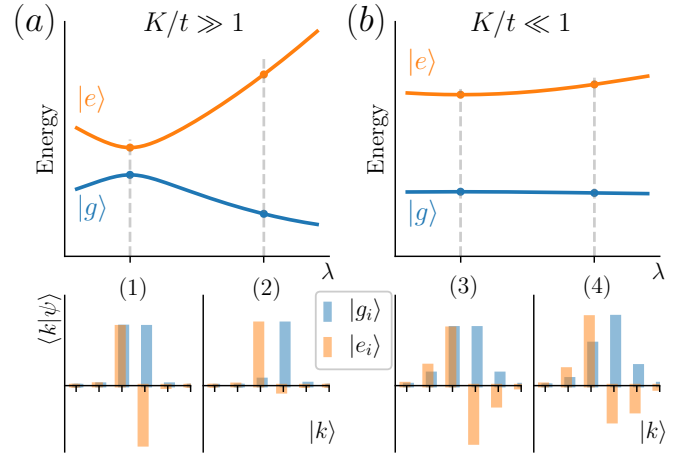 (a) K/t ≫ 1
(b) K/t ≪ 1
Energy
|e⟩
|g⟩
λ
Energy
|e⟩
|g⟩
λ
⟨k|ψ⟩
(1)
(2)
|k⟩
|g_i⟩
|e_i⟩
(3)
(4)
|k⟩